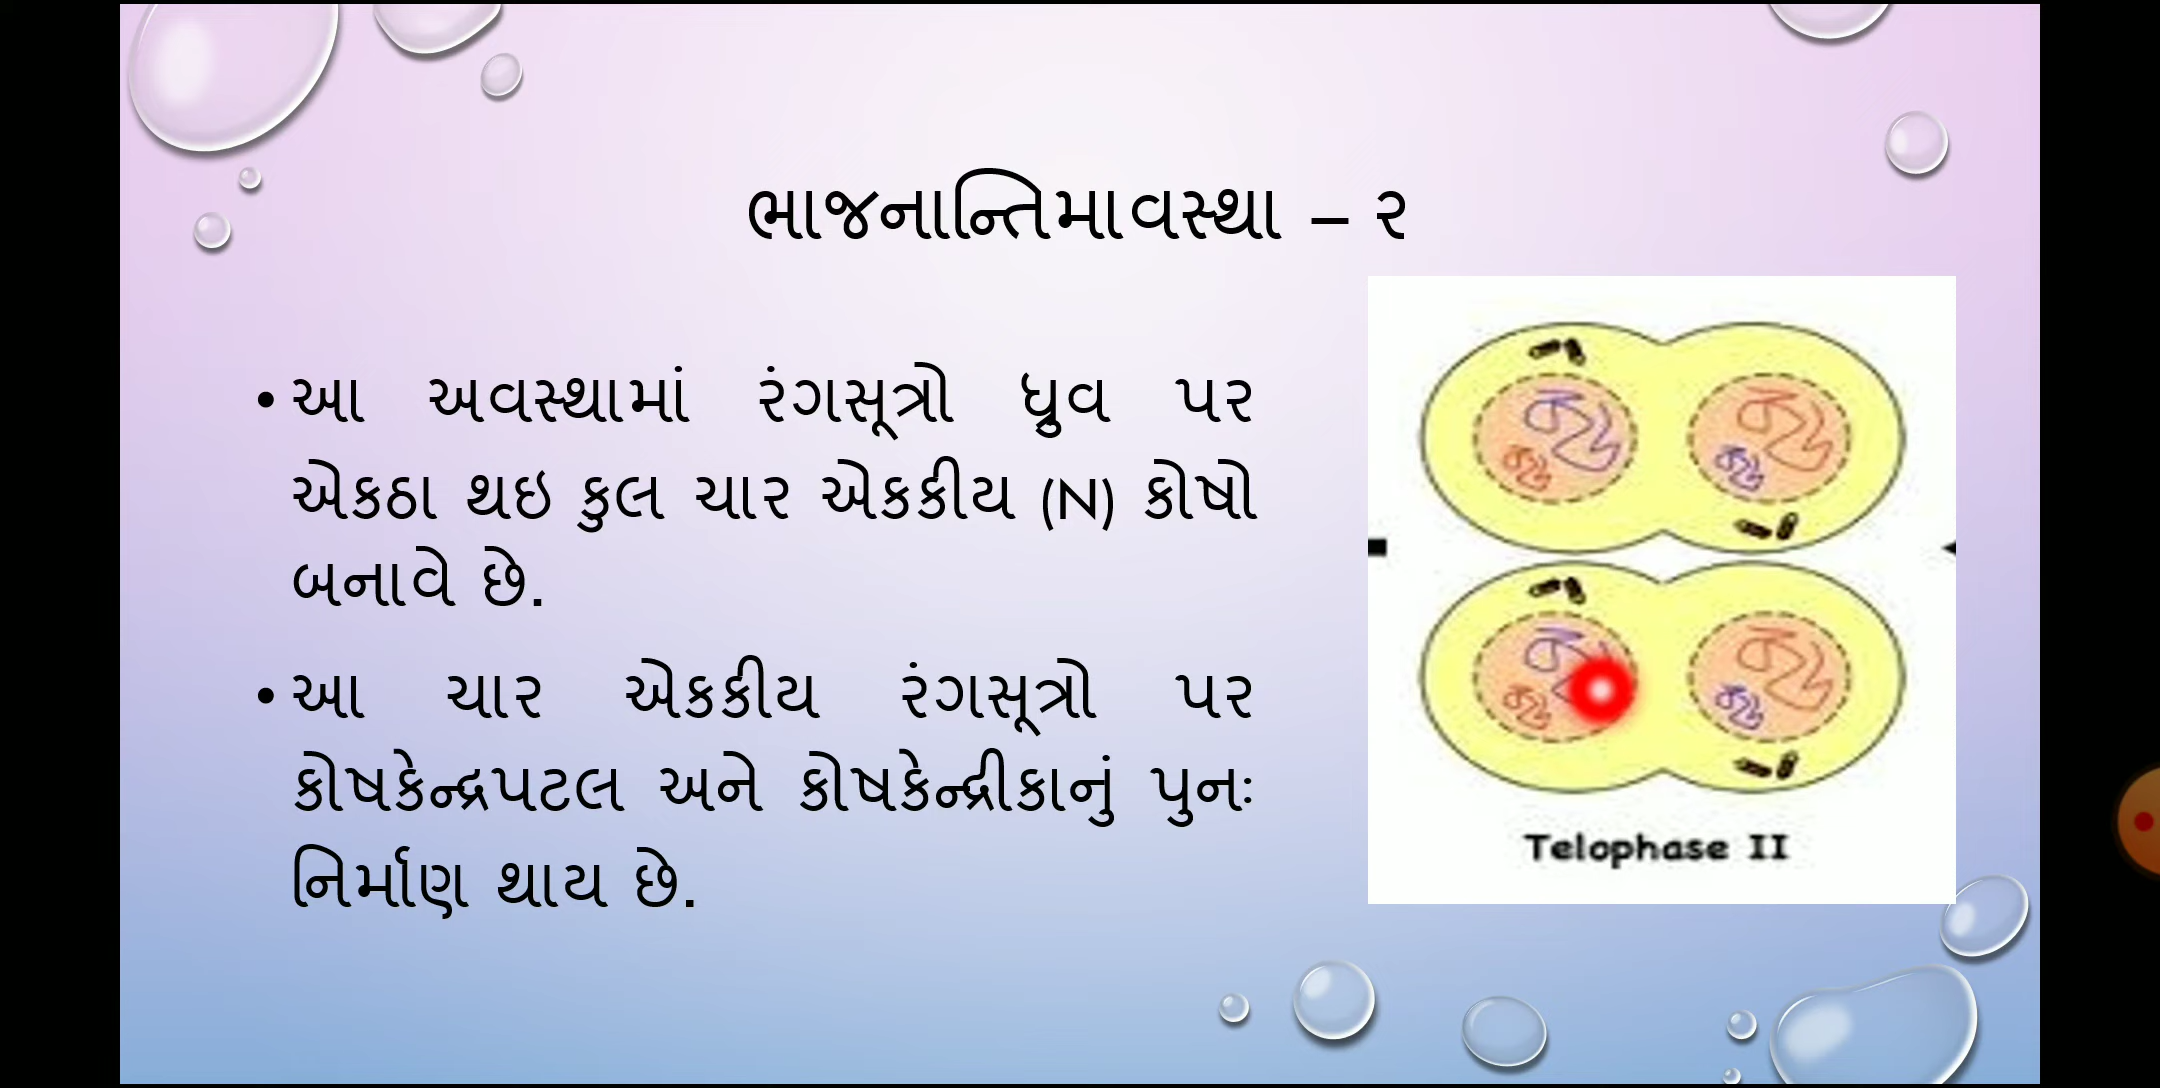 ભાજનાન્તિમાવસ્થા – ૨
• આ અવસ્થામાં રંગસૂત્રો ધ્રુવ પર
એકઠા થઇ કુલ ચાર એકકીય (N) કોષો
બનાવે છે.
• આ ચાર એકકીય રંગસૂત્રો પર
કોષકેન્દ્રપટલ અને કોષકેન્દ્રીકાનું પુનઃ
નિર્માણ થાય છે.
Telophase II